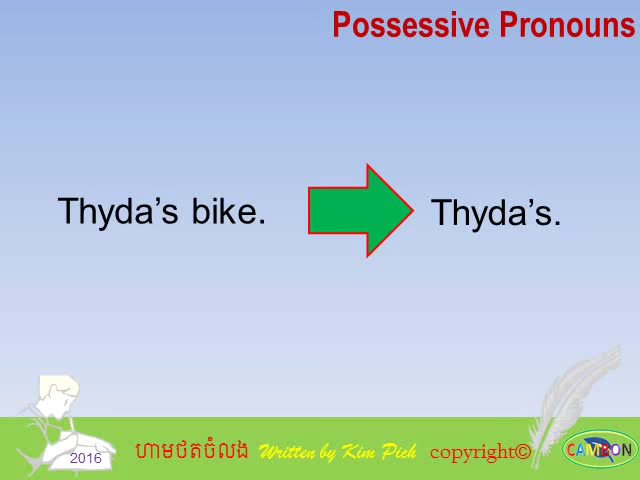 Possessive Pronouns
Thyda’s bike.
Thyda’s.
2016
ហាមថតចំលង Written by Kim Pich copyright©
CAMBON